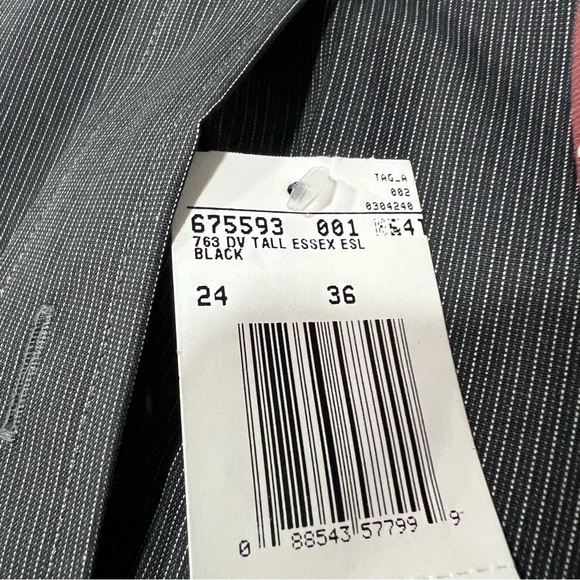 TAG_A
002
0304240
675593 001
763 DV TALL ESSEX ESL
BLACK
24 36
0 88543 57799 9